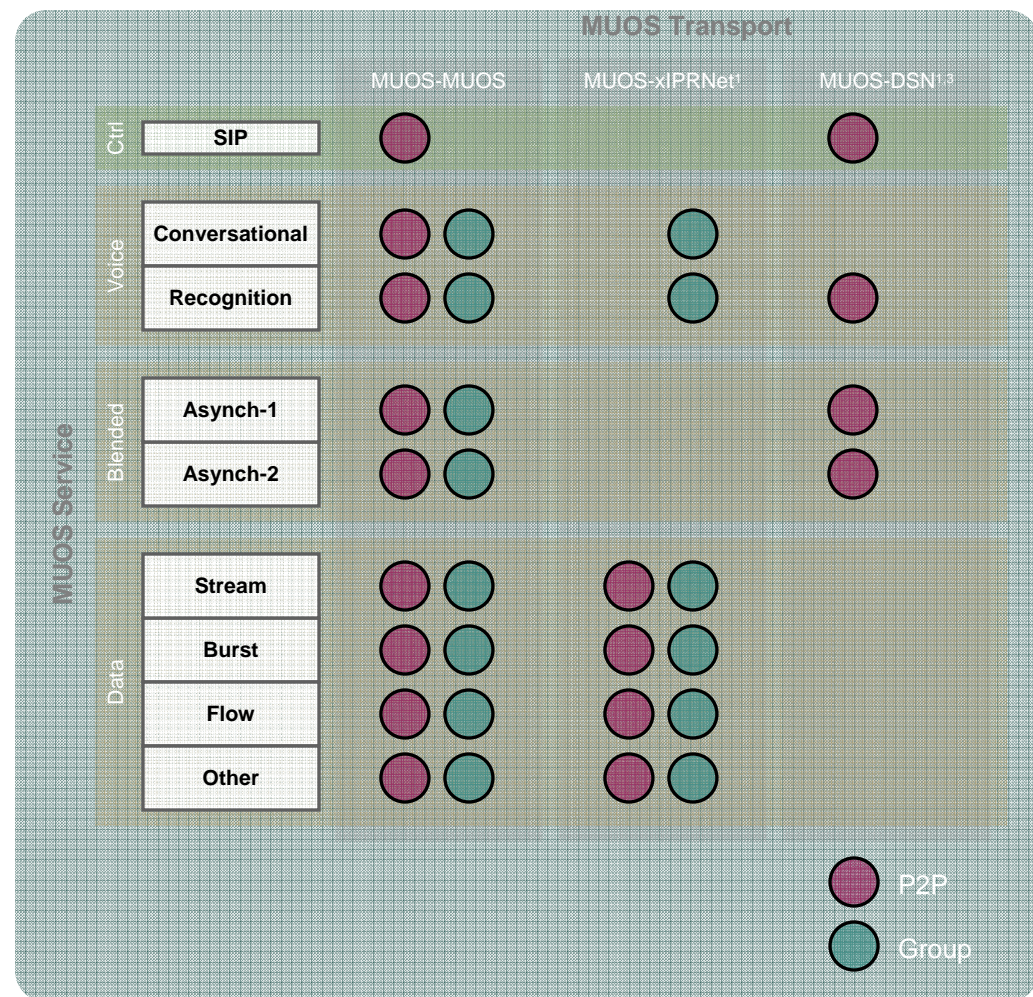 MUOS Transport
MUOS-MUOS MUOS-xIPRNet¹ MUOS-DSN¹·³
MUOS Service
Ctrl
SIP
Voice
Conversational
Recognition
Blended
Asynch-1
Asynch-2
Data
Stream
Burst
Flow
Other
P2P
Group